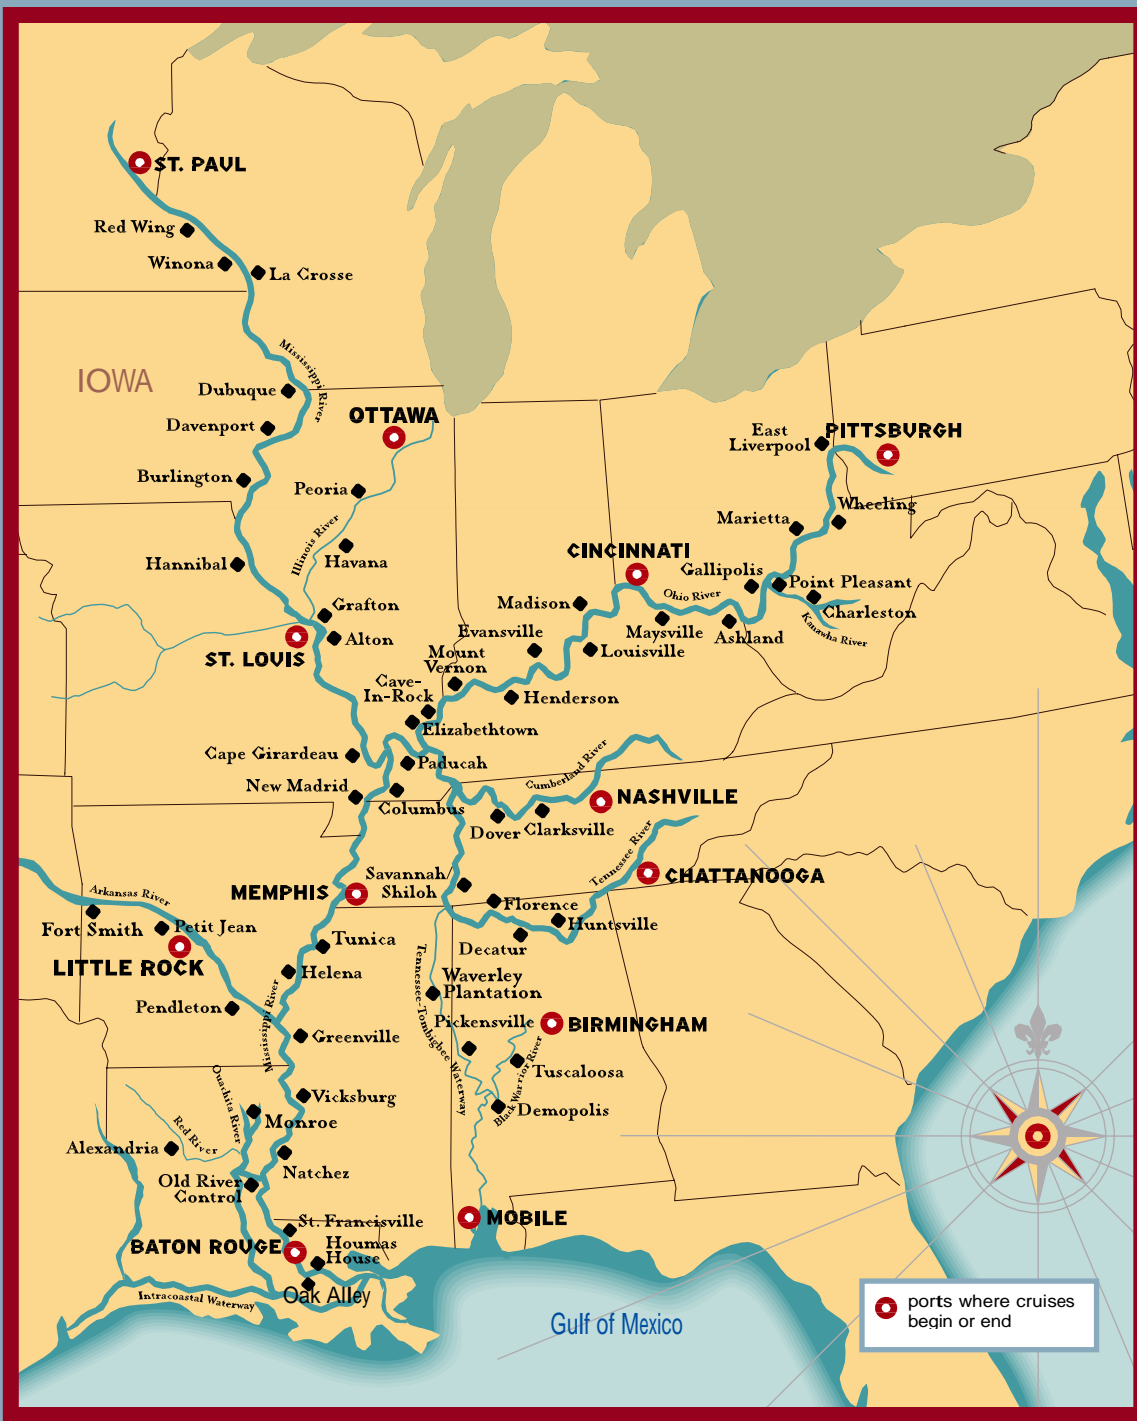 ST. PAUL
Red Wing
Winona
La Crosse
Mississippi River
IOWA
Dubuque
OTTAWA
Davenport
East
Liverpool
PITTSBURGH
Burlington
Peoria
Wheeling
Marietta
Illinois River
Havana
CINCINNATI
Hannibal
Gallipolis
Point Pleasant
Ohio River
Grafton
Madison
Charleston
Kanawha River
Alton
Evansville
Maysville
Ashland
ST. LOUIS
Mount
Vernon
Louisville
Cave-
In-Rock
Henderson
Elizabethtown
Cape Girardeau
Paducah
Cumberland River
New Madrid
Columbus
NASHVILLE
Dover
Clarksville
Tennessee River
Savannah
Shiloh
CHATTANOOGA
Arkansas River
MEMPHIS
Florence
Fort Smith
Petit Jean
Huntsville
Tunica
Decatur
LITTLE ROCK
Helena
Tennessee-Tombigbee Waterway
Waverley
Plantation
Pendleton
Mississippi River
Pickensville
BIRMINGHAM
Greenville
Black Warrior River
Tuscaloosa
Ouachita River
Vicksburg
Demopolis
Red River
Monroe
Alexandria
Natchez
Old River
Control
St. Francisville
MOBILE
BATON ROUGE
Houmas
House
Oak Alley
Intracoastal Waterway
Gulf of Mexico
ports where cruises
begin or end